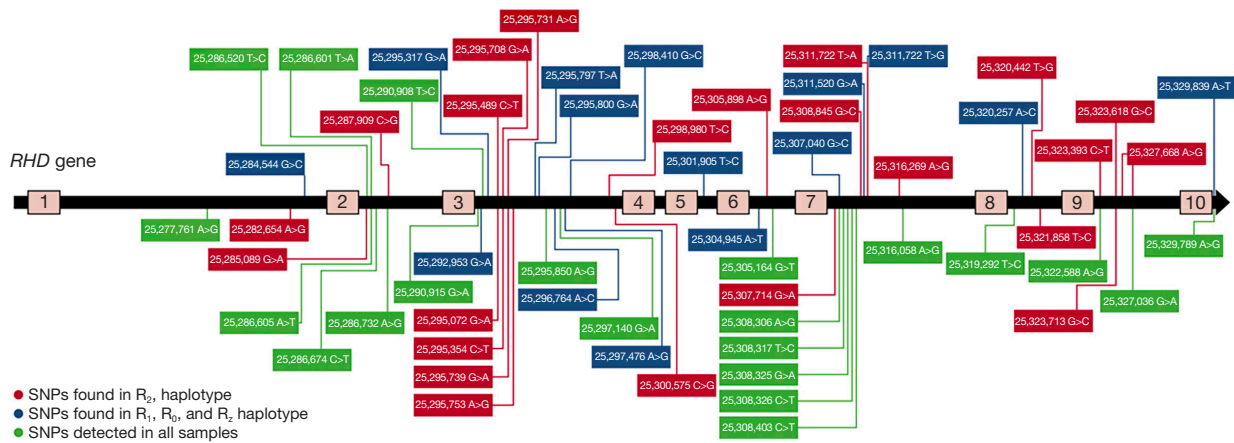 25,295,731 A>G
25,286,520 T>C
25,286,601 T>A
25,295,317 G>A
25,295,708 G>A
25,298,410 G>C
25,311,722 T>A
25,311,722 T>G
25,320,442 T>G
25,295,797 T>A
25,311,520 G>A
25,329,839 A>T
25,290,908 T>C
25,295,489 C>T
25,295,800 G>A
25,305,898 A>G
25,308,845 G>C
25,320,257 A>C
25,323,618 G>C
25,287,909 C>G
25,298,980 T>C
25,307,040 G>C
25,323,393 C>T
25,327,668 A>G
RHD gene
25,284,544 G>C
25,301,905 T>C
25,316,269 A>G
1 2 3 4 5 6 7 8 9 10
25,277,761 A>G
25,282,654 A>G
25,304,945 A>T
25,321,858 T>C
25,329,789 A>G
25,285,089 G>A
25,292,953 G>A
25,295,850 A>G
25,305,164 G>T
25,316,058 A>G
25,319,292 T>C
25,322,588 A>G
25,290,915 G>A
25,296,764 A>C
25,307,714 G>A
25,327,036 G>A
25,286,605 A>T
25,286,732 A>G
25,295,072 G>A
25,297,140 G>A
25,308,306 A>G
25,323,713 G>C
25,286,674 C>T
25,295,354 C>T
25,297,476 A>G
25,308,317 T>C
25,295,739 G>A
25,300,575 C>G
25,308,325 G>A
SNPs found in R2, haplotype
25,295,753 A>G
25,308,326 C>T
SNPs found in R1, R0, and Rz haplotype
25,308,403 C>T
SNPs detected in all samples